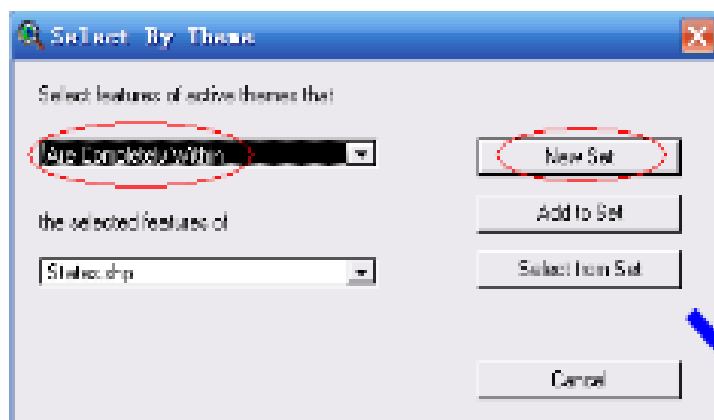 Select By Theme
Select features of active themes that
Are Completely Within
New Set
the selected features of
Add to Set
States.shp
Select from Set
Cancel